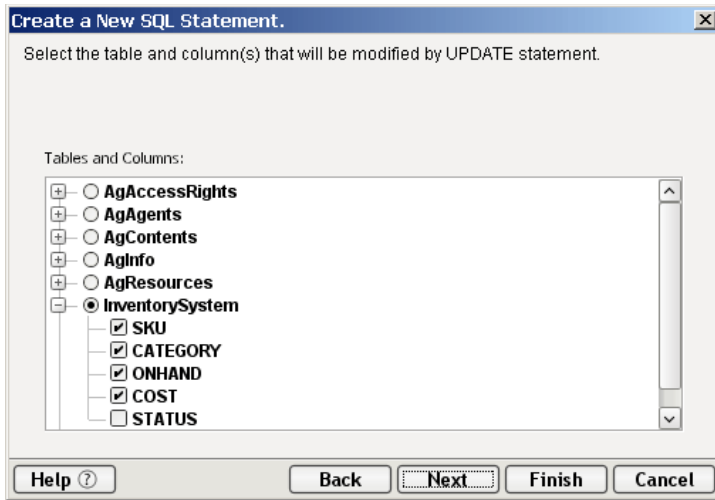 Create a New SQL Statement.
Select the table and column(s) that will be modified by UPDATE statement.
Tables and Columns:
AgAccessRights
AgAgents
AgContents
AgInfo
AgResources
InventorySystem
SKU
CATEGORY
ONHAND
COST
STATUS
Help ? Back Next Finish Cancel